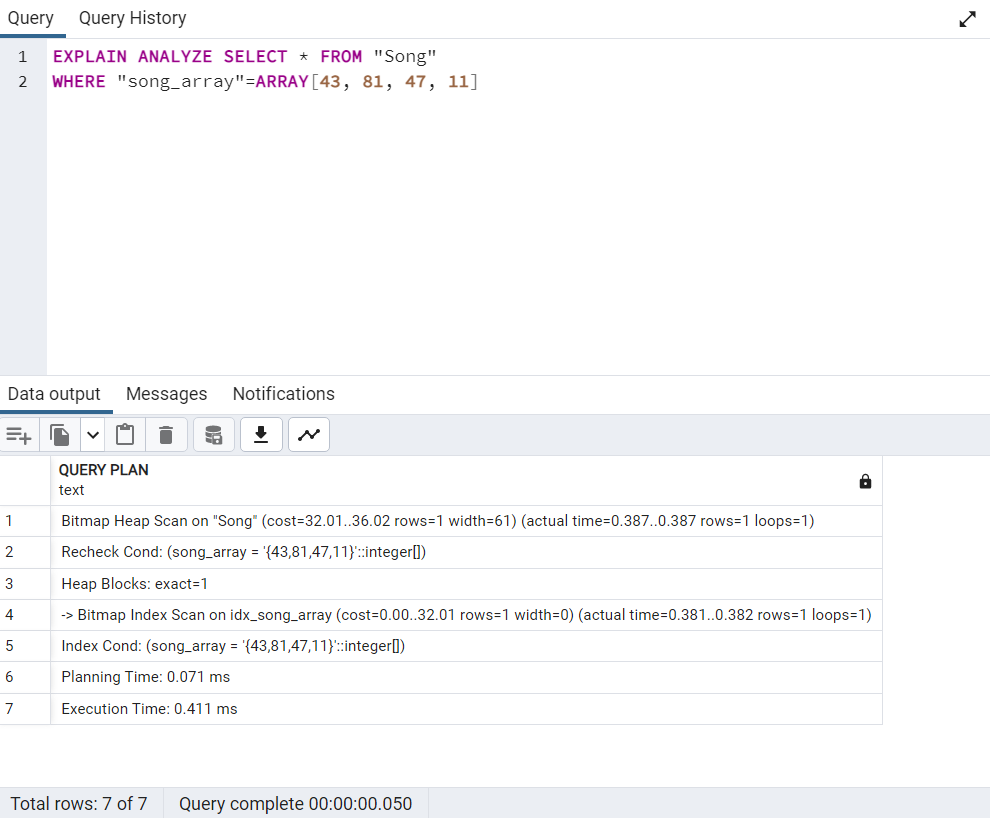 Query Query History
1 EXPLAIN ANALYZE SELECT * FROM "Song"
2 WHERE "song_array"=ARRAY[43, 81, 47, 11]
Data output Messages Notifications
QUERY PLAN
text
1 Bitmap Heap Scan on "Song" (cost=32.01..36.02 rows=1 width=61) (actual time=0.387..0.387 rows=1 loops=1)
2 Recheck Cond: (song_array = '{43,81,47,11}'::integer[])
3 Heap Blocks: exact=1
4 -> Bitmap Index Scan on idx_song_array (cost=0.00..32.01 rows=1 width=0) (actual time=0.381..0.382 rows=1 loops=1)
5 Index Cond: (song_array = '{43,81,47,11}'::integer[])
6 Planning Time: 0.071 ms
7 Execution Time: 0.411 ms
Total rows: 7 of 7 Query complete 00:00:00.050